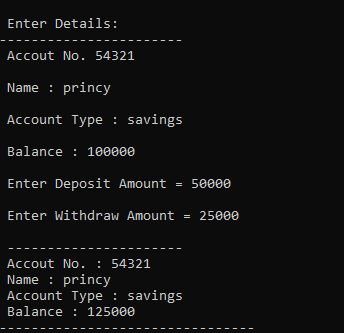 Enter Details:
-----------------------
Accout No. 54321
Name : princy
Account Type : savings
Balance : 100000
Enter Deposit Amount = 50000
Enter Withdraw Amount = 25000
----------------------
Accout No. : 54321
Name : princy
Account Type : savings
Balance : 125000
--------------------------------